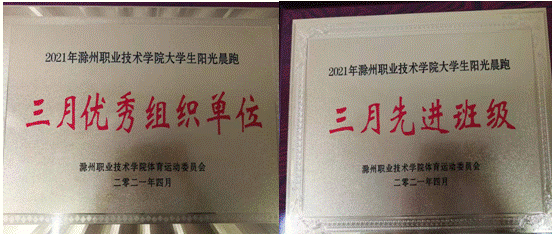 2021年滁州职业技术学院大学生阳光晨跑
三月优秀组织单位
滁州职业技术学院体育运动委员会
二零二一年四月
2021年滁州职业技术学院大学生阳光晨跑
三月先进班级
滁州职业技术学院体育运动委员会
二零二一年四月